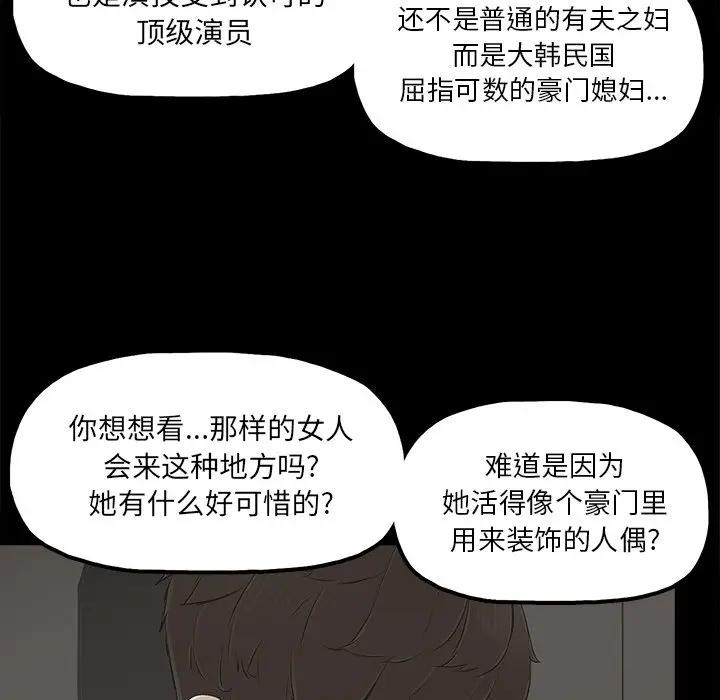 顶级演员
还不是普通的有夫之妇
而是大韩民国
屈指可数的豪门媳妇...
你想想看...那样的女人
会来这种地方吗?
她有什么好可惜的?
难道是因为
她活得像个豪门里
用来装饰的人偶?